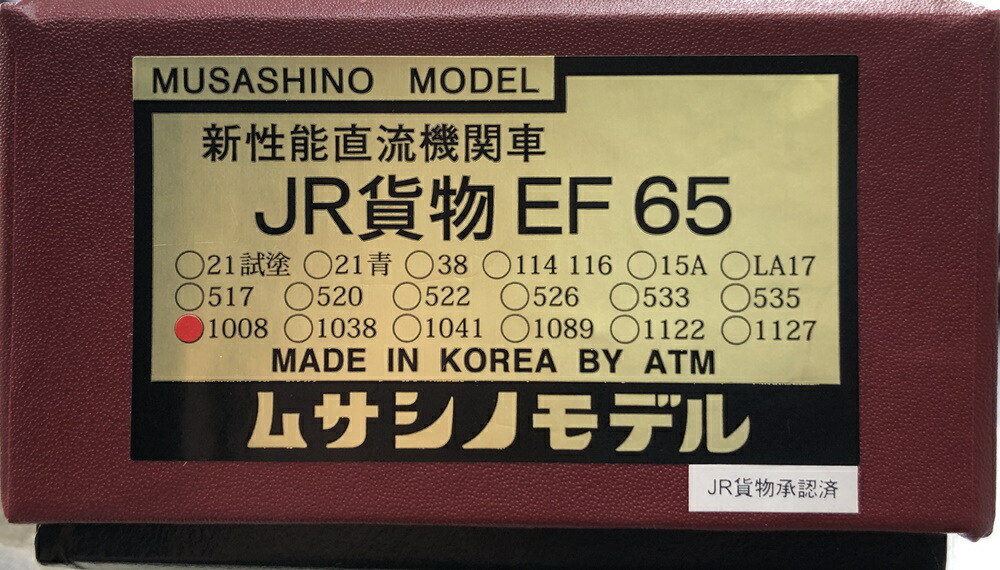 MUSASHINO MODEL
新性能直流機関車
JR貨物 EF 65
○21試塗 ○21青 ○38 ○114 116 ○15A ○LA17
○517 ○520 ○522 ○526 ○533 ○535
●1008 ○1038 ○1041 ○1089 ○1122 ○1127
MADE IN KOREA BY ATM
ムサシノモデル
JR貨物承認済